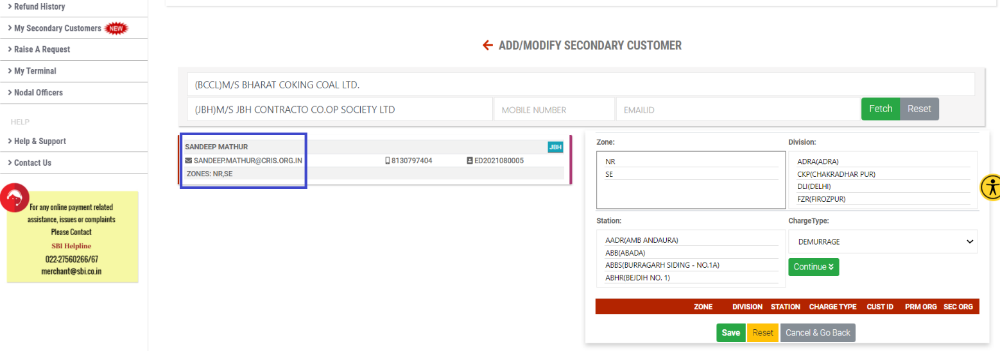 > Refund History
> My Secondary Customers NEW
> Raise A Request
> My Terminal
> Nodal Officers
HELP
> Help & Support
> Contact Us
For any online payment related
assistance, issues or complaints
Please Contact
SBI Helpline
022-27560266/67
merchant@sbi.co.in
ADD/MODIFY SECONDARY CUSTOMER
(BCCL)M/S BHARAT COKING COAL LTD.
(JBH)M/S JBH CONTRACTO CO.OP SOCIETY LTD MOBILE NUMBER EMAILID Fetch Reset
SANDEEP MATHUR JBH
SANDEEP.MATHUR@CRIS.ORG.IN 8130797404 ED2021080005
ZONES: NR,SE
Zone:
NR
SE
Division:
ADRA(ADRA)
CKP(CHAKRADHAR PUR)
DLI(DELHI)
FZR(FIROZPUR)
Station:
AADR(AMB ANDAURA)
ABB(ABADA)
ABBS(BURRAGARH SIDING - NO.1A)
ABHR(BEJDIH NO. 1)
ChargeType:
DEMURRAGE
Continue
ZONE DIVISION STATION CHARGE TYPE CUST ID PRM ORG SEC ORG
Save Reset Cancel & Go Back